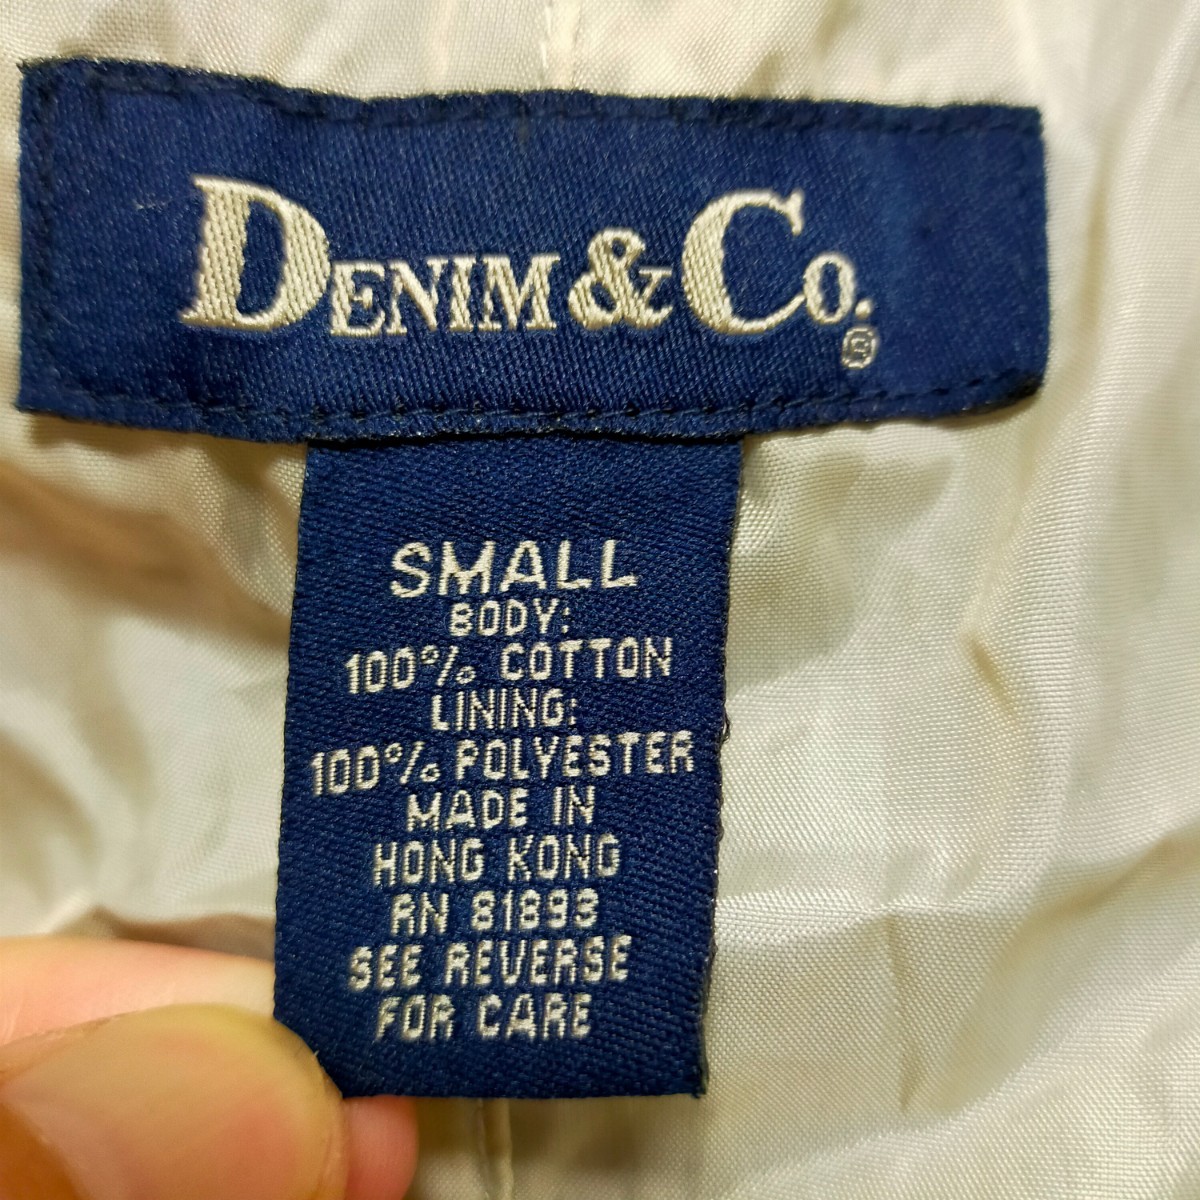 DENIM & Co.®
SMALL
BODY:
100% COTTON
LINING:
100% POLYESTER
MADE IN
HONG KONG
RN 81893
SEE REVERSE
FOR CARE